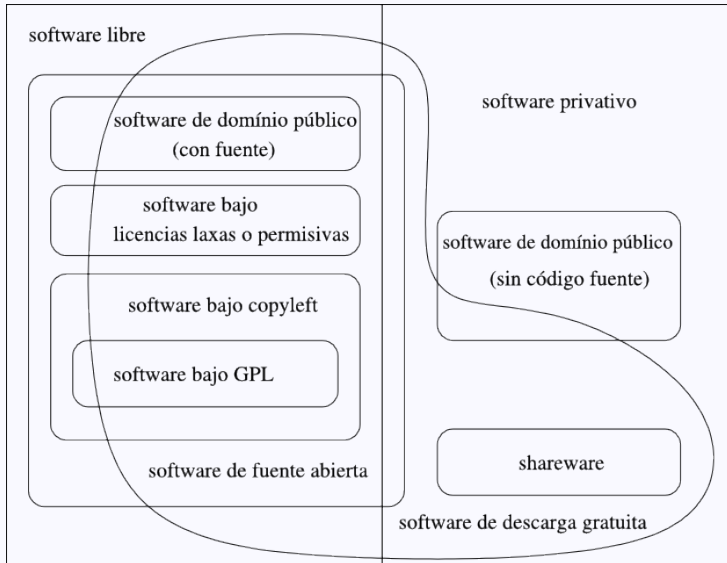 software libre
software privativo
software de domínio público
(con fuente)
software bajo
licencias laxas o permisivas
software de domínio público
(sin código fuente)
software bajo copyleft
software bajo GPL
software de fuente abierta
shareware
software de descarga gratuita